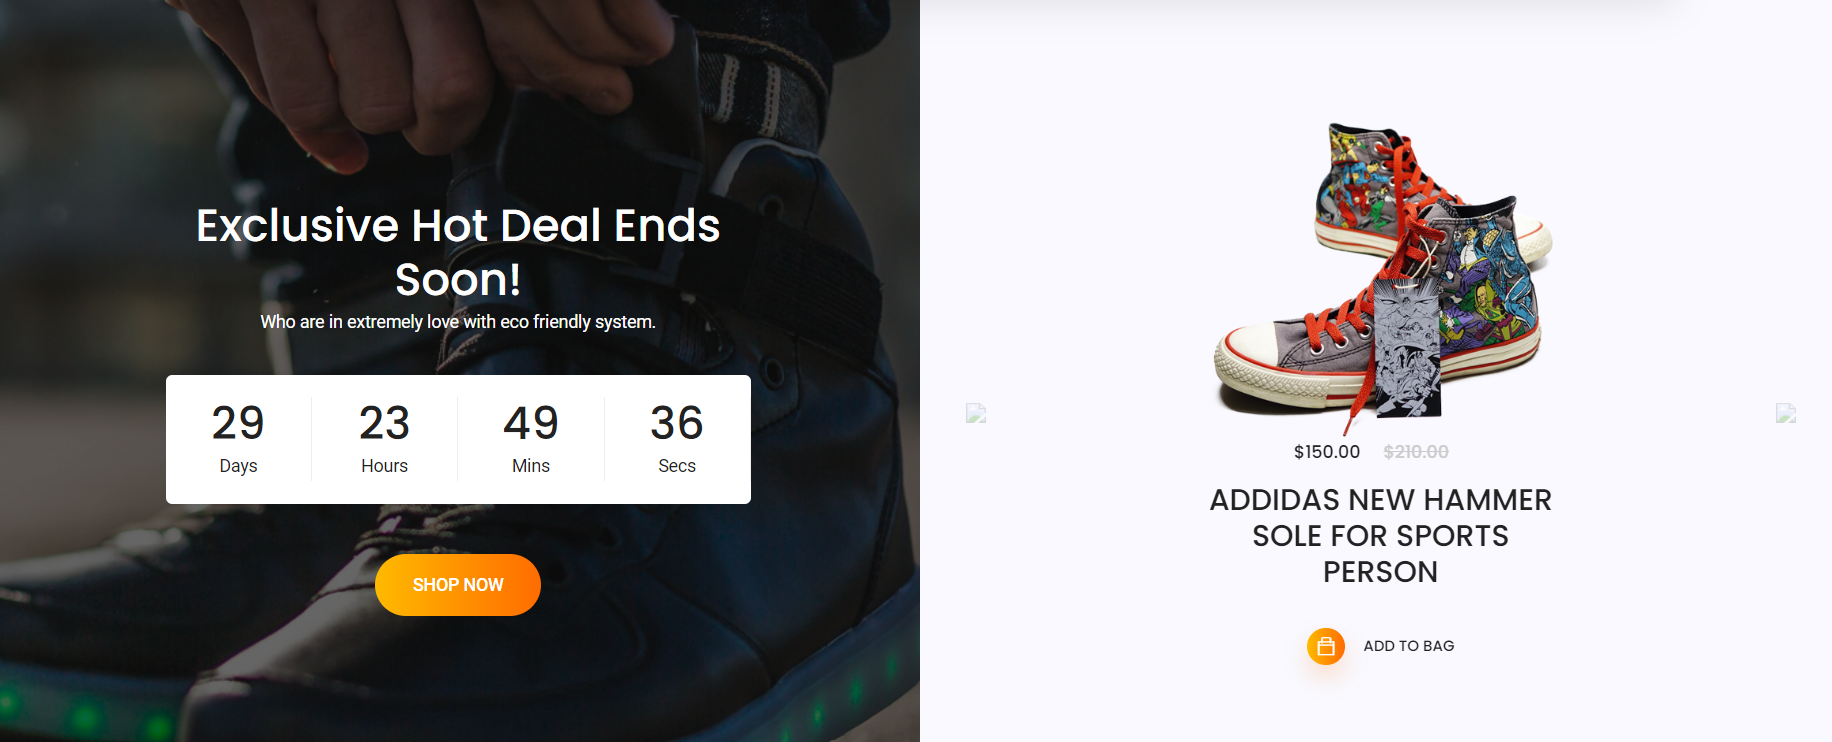 Exclusive Hot Deal Ends
Soon!
Who are in extremely love with eco friendly system.
29 23 49 36
Days Hours Mins Secs
SHOP NOW
$150.00 $210.00
ADDIDAS NEW HAMMER
SOLE FOR SPORTS
PERSON
ADD TO BAG